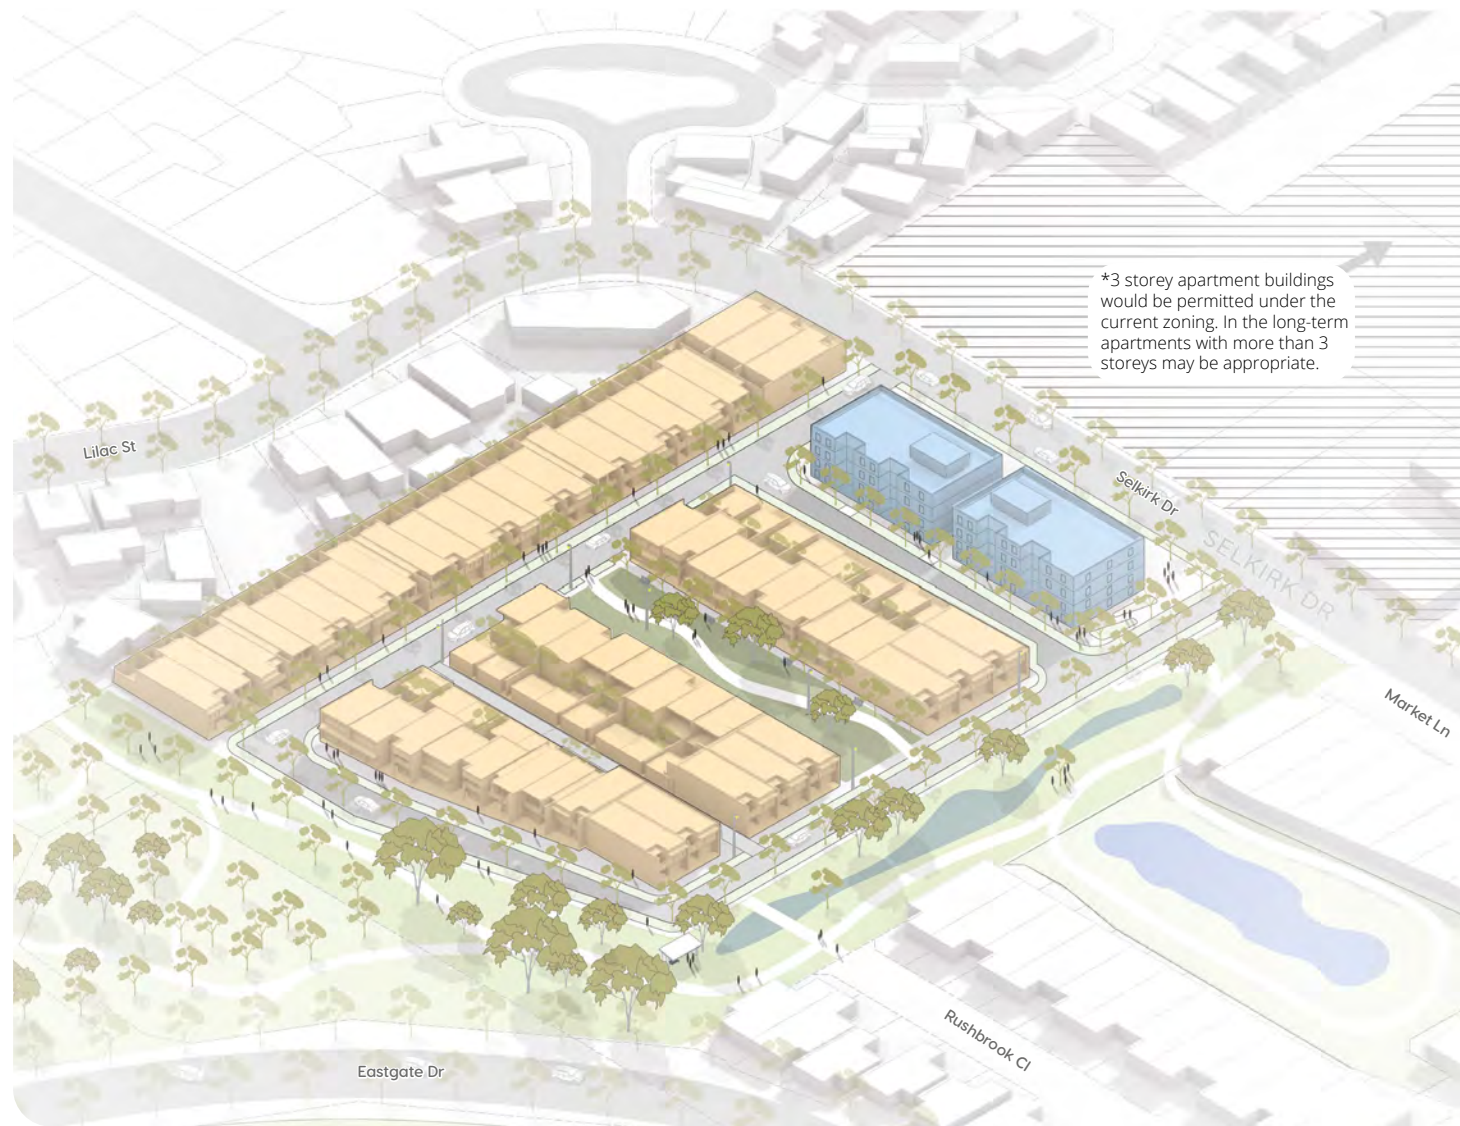 *3 storey apartment buildings
would be permitted under the
current zoning. In the long-term
apartments with more than 3
storeys may be appropriate.
Lilac St
Selkirk Dr
SELKIRK DR
Market Ln
Rushbrook Cl
Eastgate Dr